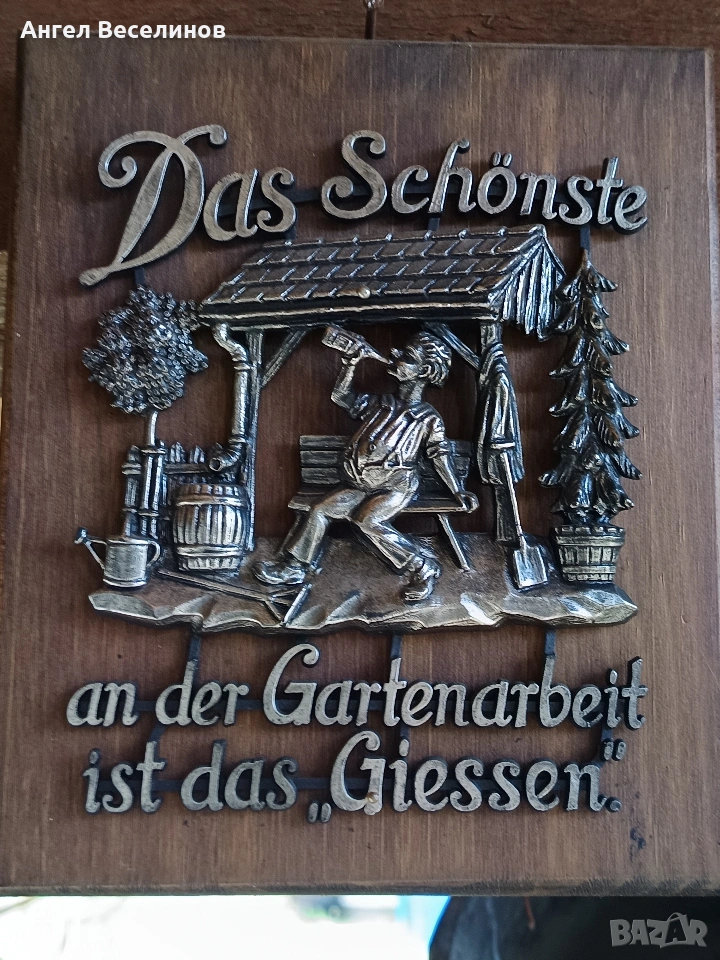 Ангел Веселинов
Das Schönste
an der Gartenarbeit
ist das „Giessen.”
BAZAR